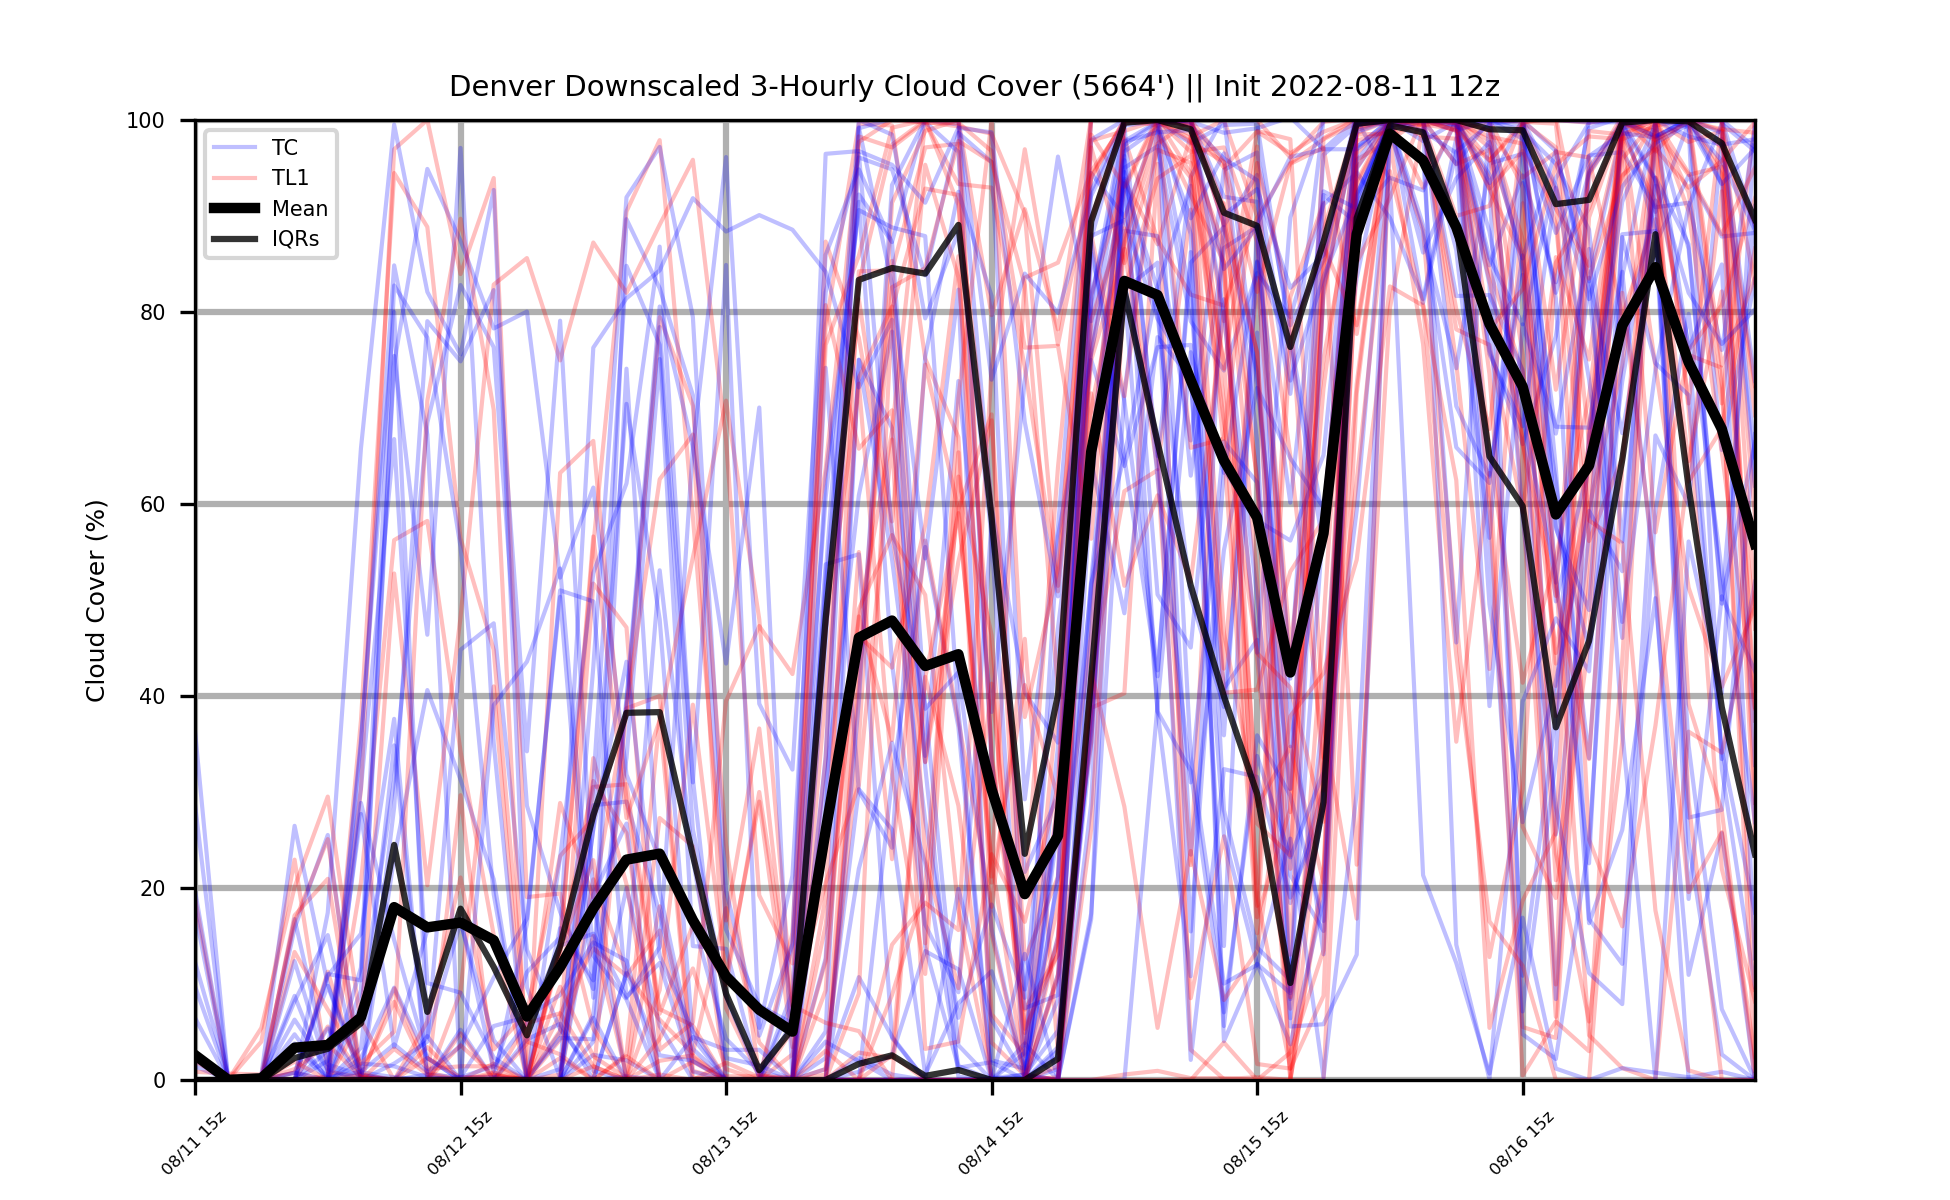 Denver Downscaled 3-Hourly Cloud Cover (5664') || Init 2022-08-11 12z
100
80
60
40
20
0
Cloud Cover (%)
TC
TL1
Mean
IQRs
08/11 15z
08/12 15z
08/13 15z
08/14 15z
08/15 15z
08/16 15z